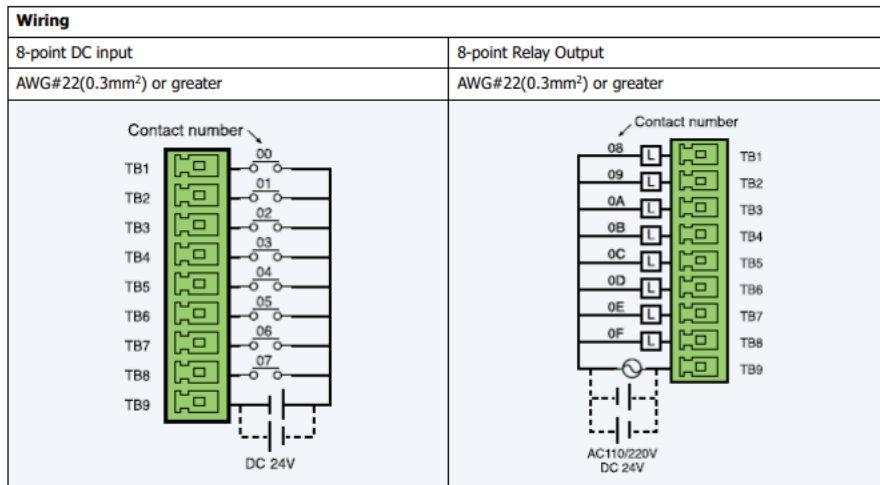 Wiring
8-point DC input
8-point Relay Output
AWG#22(0.3mm²) or greater
AWG#22(0.3mm²) or greater
Contact number
00
TB1
01
TB2
02
TB3
03
TB4
04
TB5
05
TB6
06
TB7
07
TB8
TB9
DC 24V
Contact number
08
L
TB1
09
L
TB2
0A
L
TB3
0B
L
TB4
0C
L
TB5
0D
L
TB6
0E
L
TB7
0F
L
TB8
TB9
AC110/220V
DC 24V